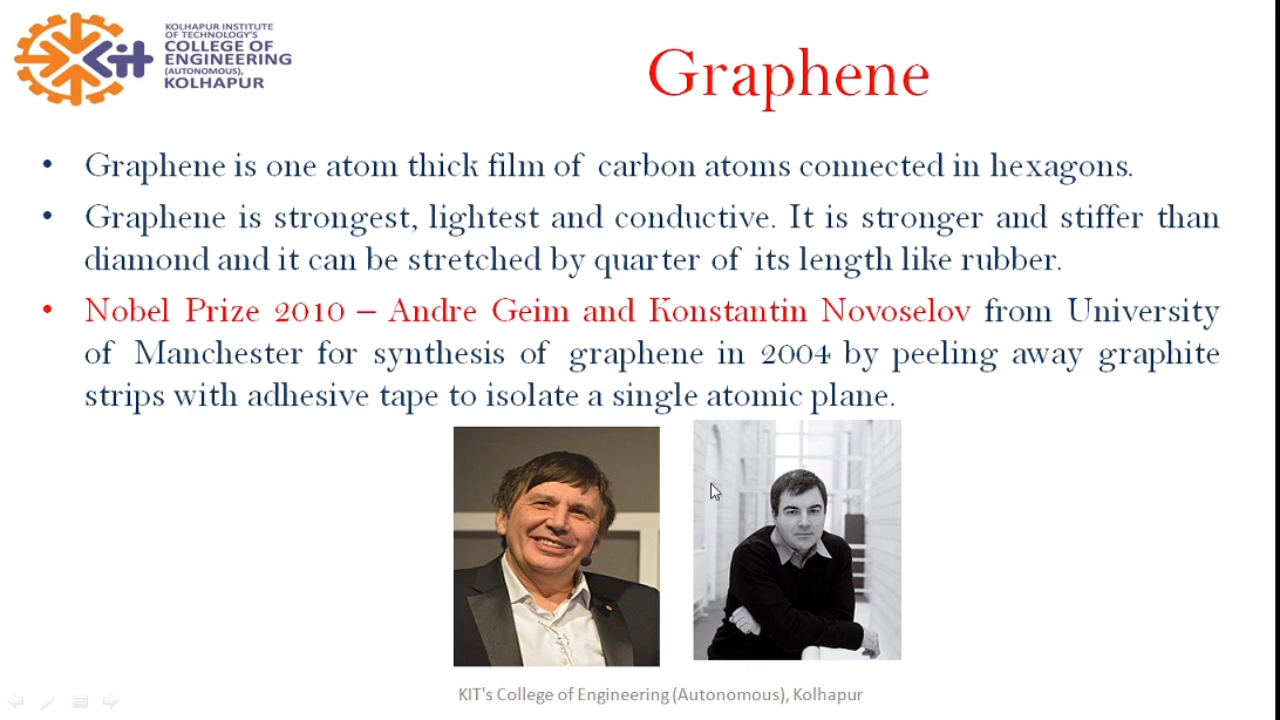 KOLHAPUR INSTITUTE
OF TECHNOLOGY'S
COLLEGE OF
ENGINEERING
(AUTONOMOUS),
KOLHAPUR
Kit
Graphene
• Graphene is one atom thick film of carbon atoms connected in hexagons.
• Graphene is strongest, lightest and conductive. It is stronger and stiffer than
diamond and it can be stretched by quarter of its length like rubber.
• Nobel Prize 2010 – Andre Geim and Konstantin Novoselov from University
of Manchester for synthesis of graphene in 2004 by peeling away graphite
strips with adhesive tape to isolate a single atomic plane.
KIT's College of Engineering (Autonomous), Kolhapur